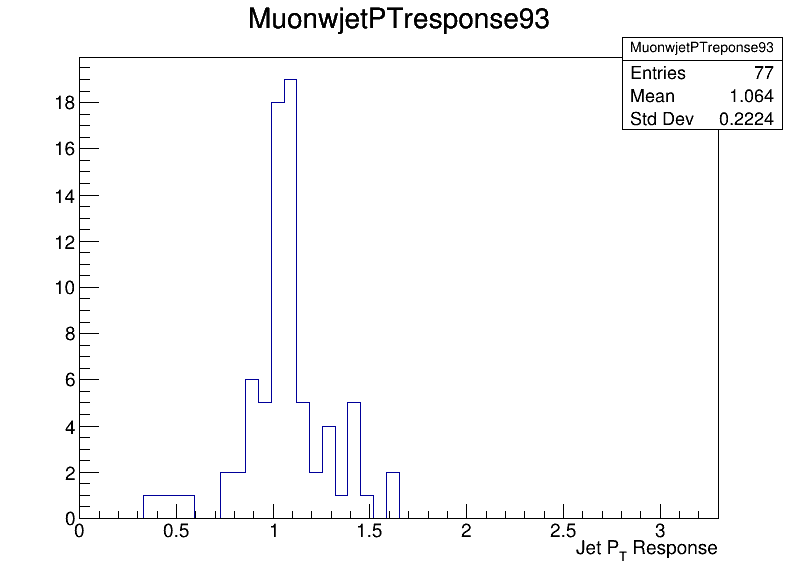 MuonwjetPTresponse93
MuonwjetPTreponse93
Entries 77
Mean 1.064
Std Dev 0.2224
18
16
14
12
10
8
6
4
2
0
0 0.5 1 1.5 2 2.5 3
Jet P_T Response